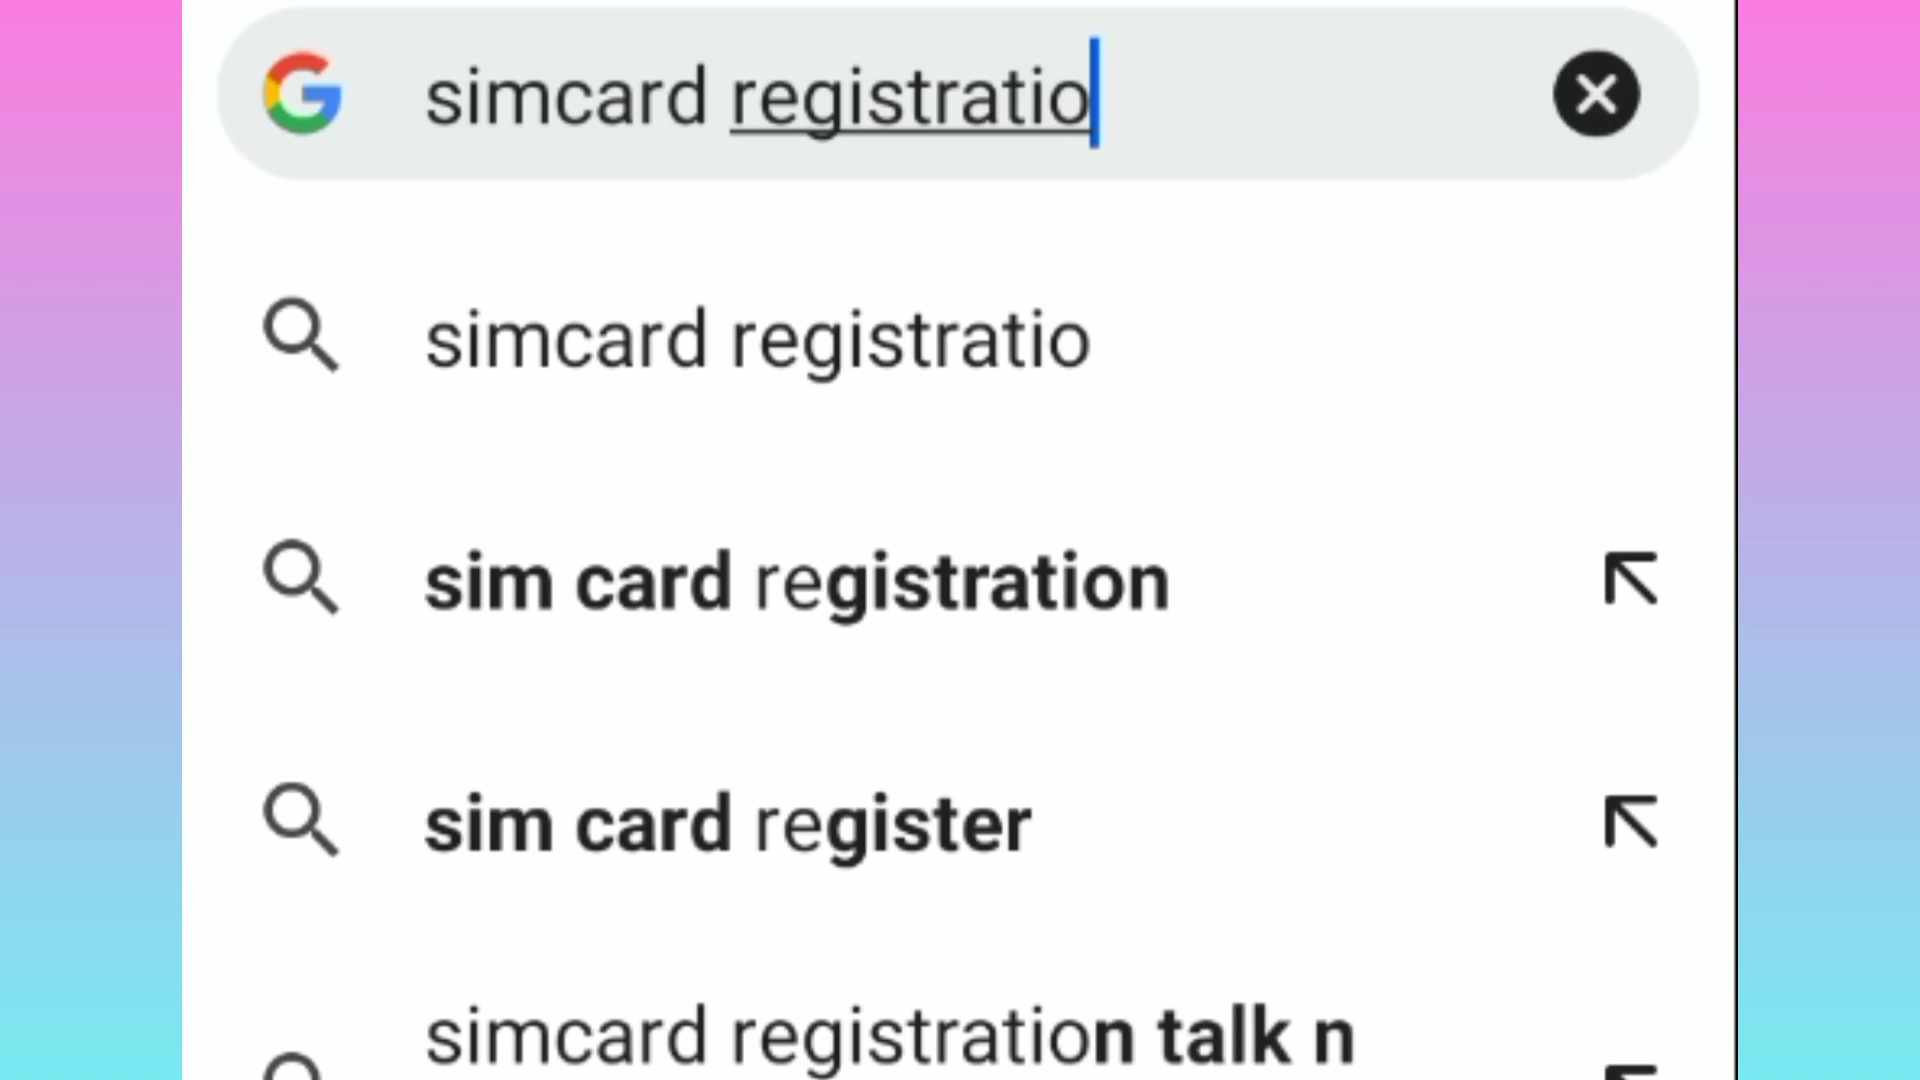 simcard registratio
simcard registratio
sim card registration
sim card register
simcard registration talk n